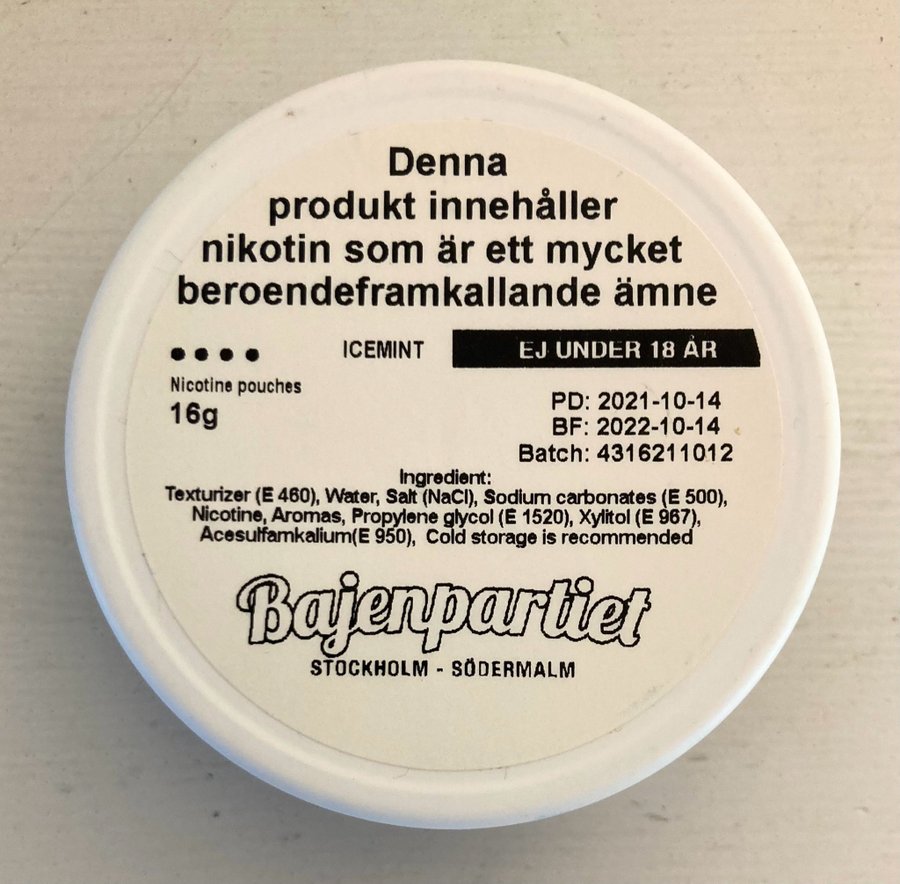 Denna
produkt innehåller
nikotin som är ett mycket
beroendeframkallande ämne
ICEMINT EJ UNDER 18 ÅR
Nicotine pouches
16g
PD: 2021-10-14
BF: 2022-10-14
Batch: 4316211012
Ingredient:
Texturizer (E 460), Water, Salt (NaCl), Sodium carbonates (E 500),
Nicotine, Aromas, Propylene glycol (E 1520), Xylitol (E 967),
Acesulfamkalium(E 950), Cold storage is recommended
Bajenpartiet
STOCKHOLM - SÖDERMALM